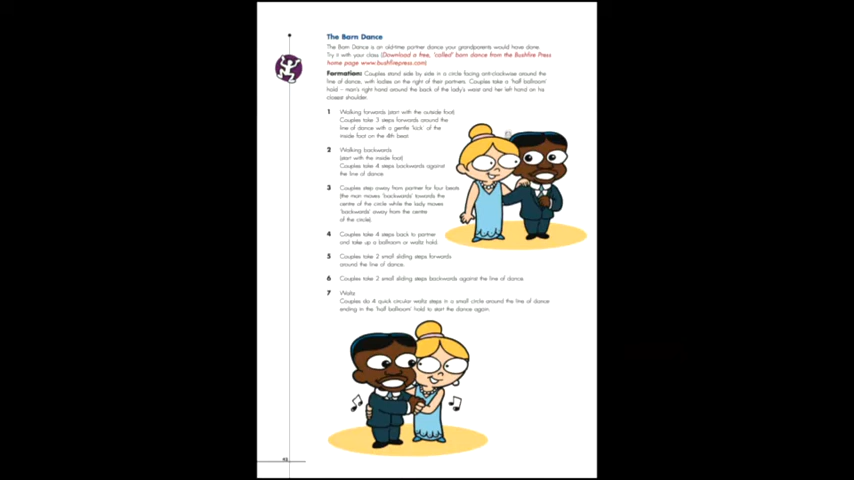 The Barn Dance
The Barn Dance is an old-time partner dance your grandparents would have done.
Try it with your class (Download a free, 'called' barn dance from the Bushfire Press
home page www.bushfirepress.com)
Formation: Couples stand side by side in a circle facing anti-clockwise around the
line of dance, with ladies on the right of their partners. Couples take a 'half ballroom'
hold – man's right hand around the back of the lady's waist and her left hand on his
closest shoulder.
1 Walking forwards (start with the outside foot)
Couples take 3 steps forwards around the
line of dance with a gentle 'kick' of the
inside foot on the 4th beat.
2 Walking backwards
(start with the inside foot)
Couples take 4 steps backwards against
the line of dance.
3 Couples step away from partner for four beats
(the man moves 'backwards' towards the
centre of the circle while the lady moves
'backwards' away from the centre
of the circle).
4 Couples take 4 steps back to partner
and take up a ballroom or waltz hold.
5 Couples take 2 small sliding steps forwards
around the line of dance.
6 Couples take 2 small sliding steps backwards against the line of dance.
7 Waltz
Couples do 4 quick circular waltz steps in a small circle around the line of dance
ending in the 'half ballroom' hold to start the dance again.